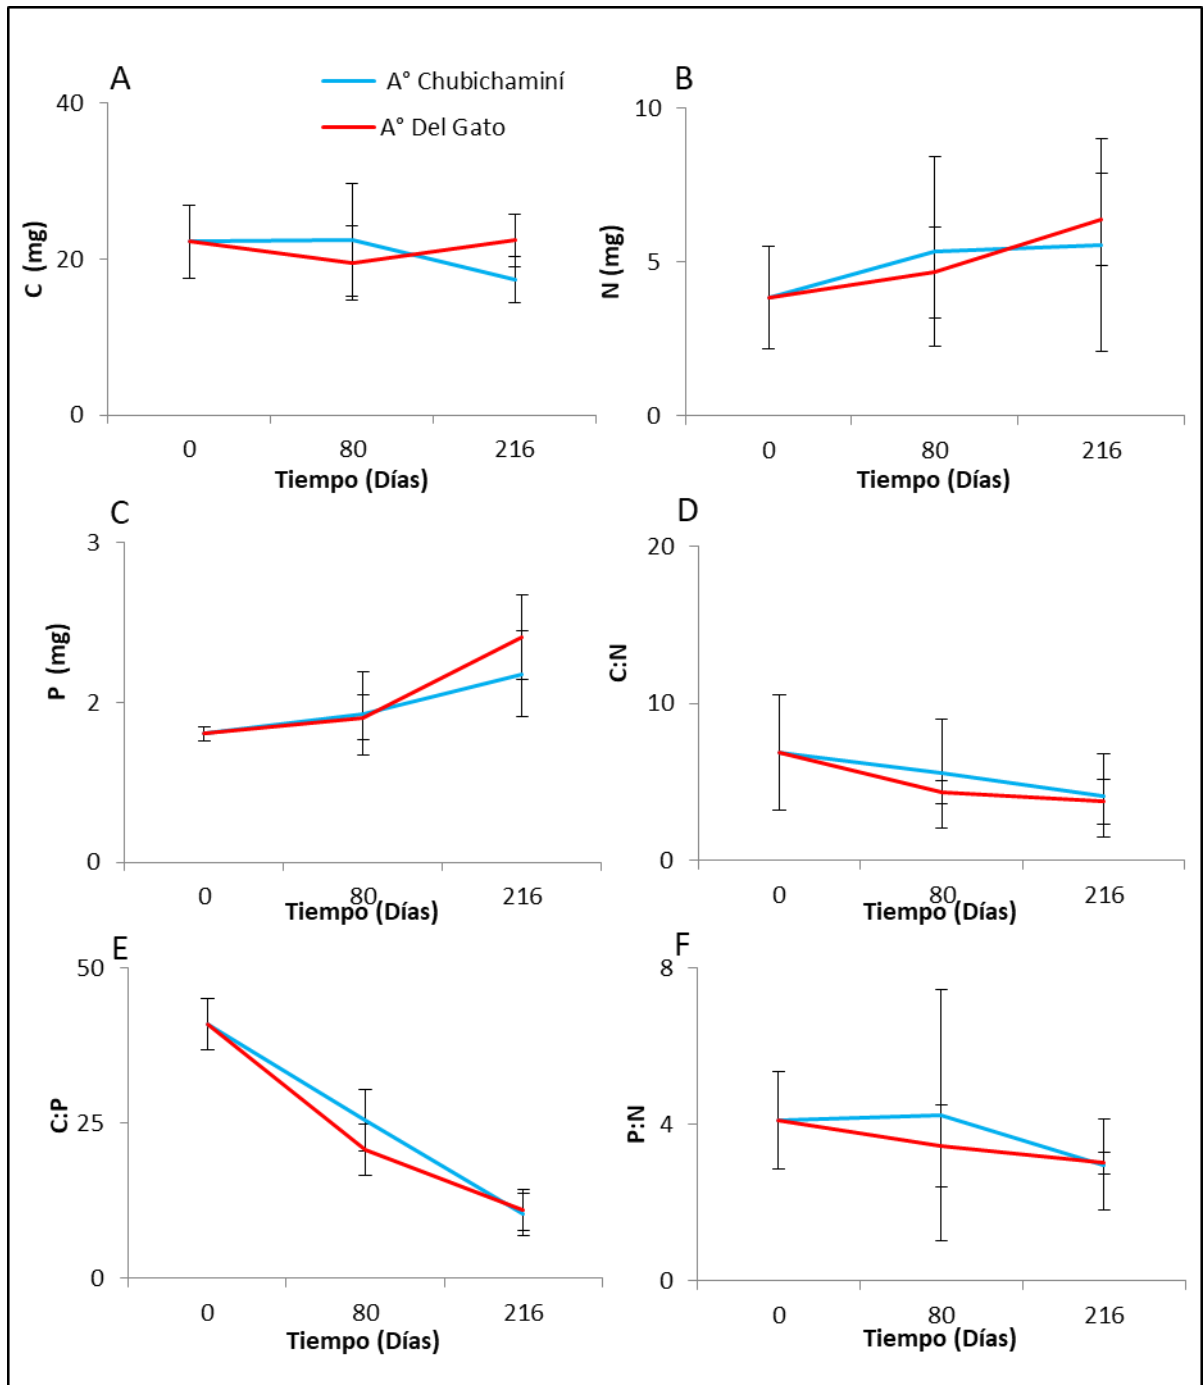 A
A° Chubichaminí
A° Del Gato
40
20
0
C (mg)
0 80 216
Tiempo (Días)
B
10
5
0
N (mg)
0 80 216
Tiempo (Días)
C
3
2
0
P (mg)
0 80 216
Tiempo (Días)
D
20
10
0
C:N
0 80 216
Tiempo (Días)
E
50
25
0
C:P
0 80 216
Tiempo (Días)
F
8
4
0
P:N
0 80 216
Tiempo (Días)